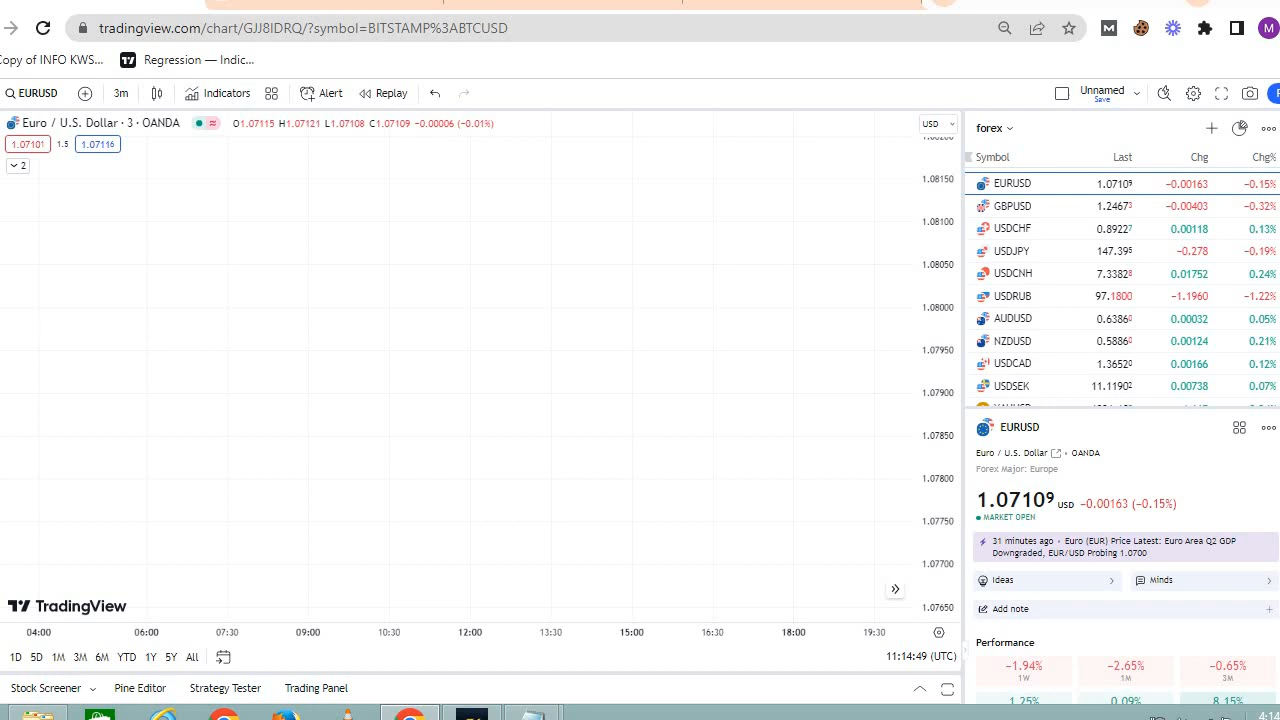 tradingview.com/chart/GJJ8IDRQ/?symbol=BITSTAMP%3ABTCUSD
M
M
opy of INFO KWS...
Regression — Indic...
EURUSD
3m
Indicators
Alert
Replay
Unnamed
Save
Euro / U.S. Dollar · 3 · OANDA
O1.07115 H1.07121 L1.07108 C1.07109 −0.00006 (−0.01%)
USD
1.07101
1.5
1.07116
2
1.08150
1.08100
1.08050
1.08000
1.07950
1.07900
1.07850
1.07800
1.07750
1.07700
1.07650
TradingView
04:00
06:00
07:30
09:00
10:30
12:00
13:30
15:00
16:30
18:00
19:30
1D 5D 1M 3M 6M YTD 1Y 5Y All
11:14:49 (UTC)
Stock Screener
Pine Editor
Strategy Tester
Trading Panel
forex
Symbol Last Chg Chg%
EURUSD 1.07109 −0.00163 −0.15%
GBPUSD 1.24673 −0.00403 −0.32%
USDCHF 0.89227 0.00118 0.13%
USDJPY 147.395 −0.278 −0.19%
USDCNH 7.33828 0.01752 0.24%
USDRUB 97.1800 −1.1960 −1.22%
AUDUSD 0.63860 0.00032 0.05%
NZDUSD 0.58860 0.00124 0.21%
USDCAD 1.36520 0.00166 0.12%
USDSEK 11.11902 0.00738 0.07%
EURUSD
Euro / U.S. Dollar · OANDA
Forex Major: Europe
1.07109 USD −0.00163 (−0.15%)
MARKET OPEN
31 minutes ago · Euro (EUR) Price Latest: Euro Area Q2 GDP
Downgraded, EUR/USD Probing 1.0700
Ideas
Minds
Add note
Performance
−1.94%
1W
−2.65%
1M
−0.65%
3M
1.25%
0.09%
8.15%